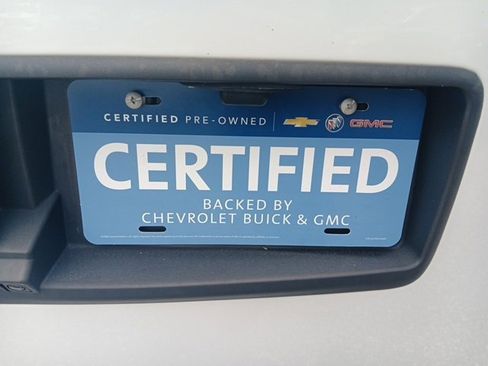 CERTIFIED PRE-OWNED GMC
CERTIFIED
BACKED BY
CHEVROLET BUICK & GMC